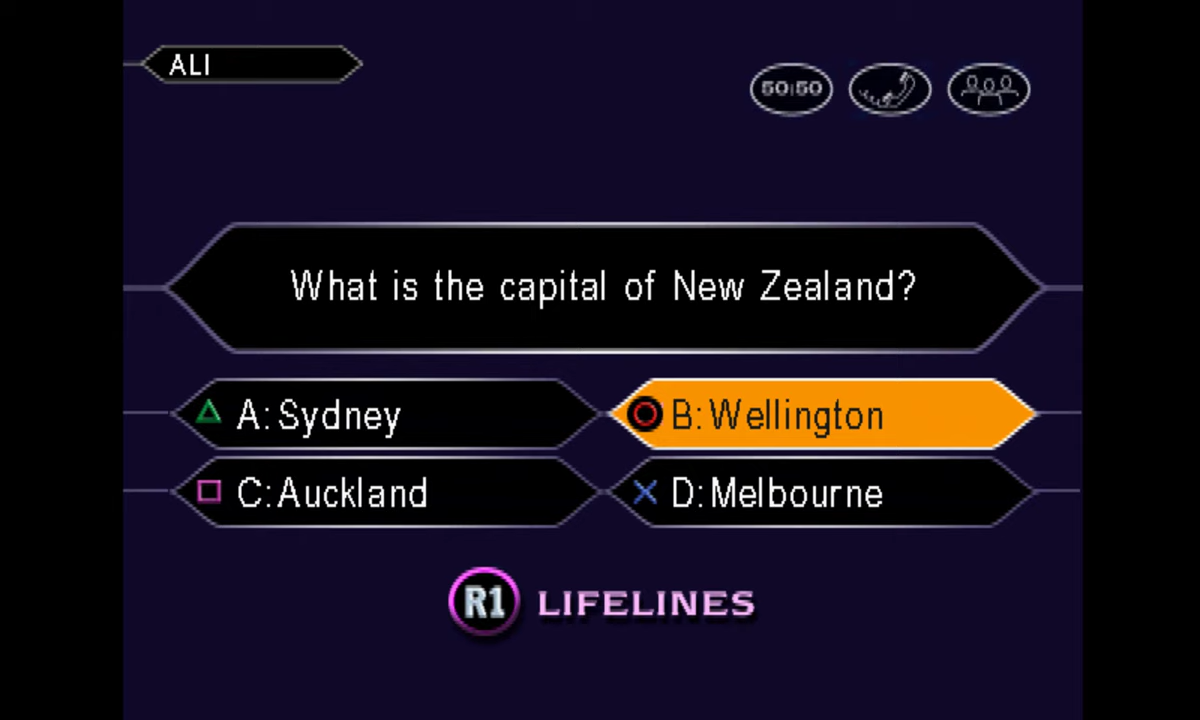 ALI
50:50
What is the capital of New Zealand?
A: Sydney
B: Wellington
C: Auckland
D: Melbourne
R1 LIFELINES